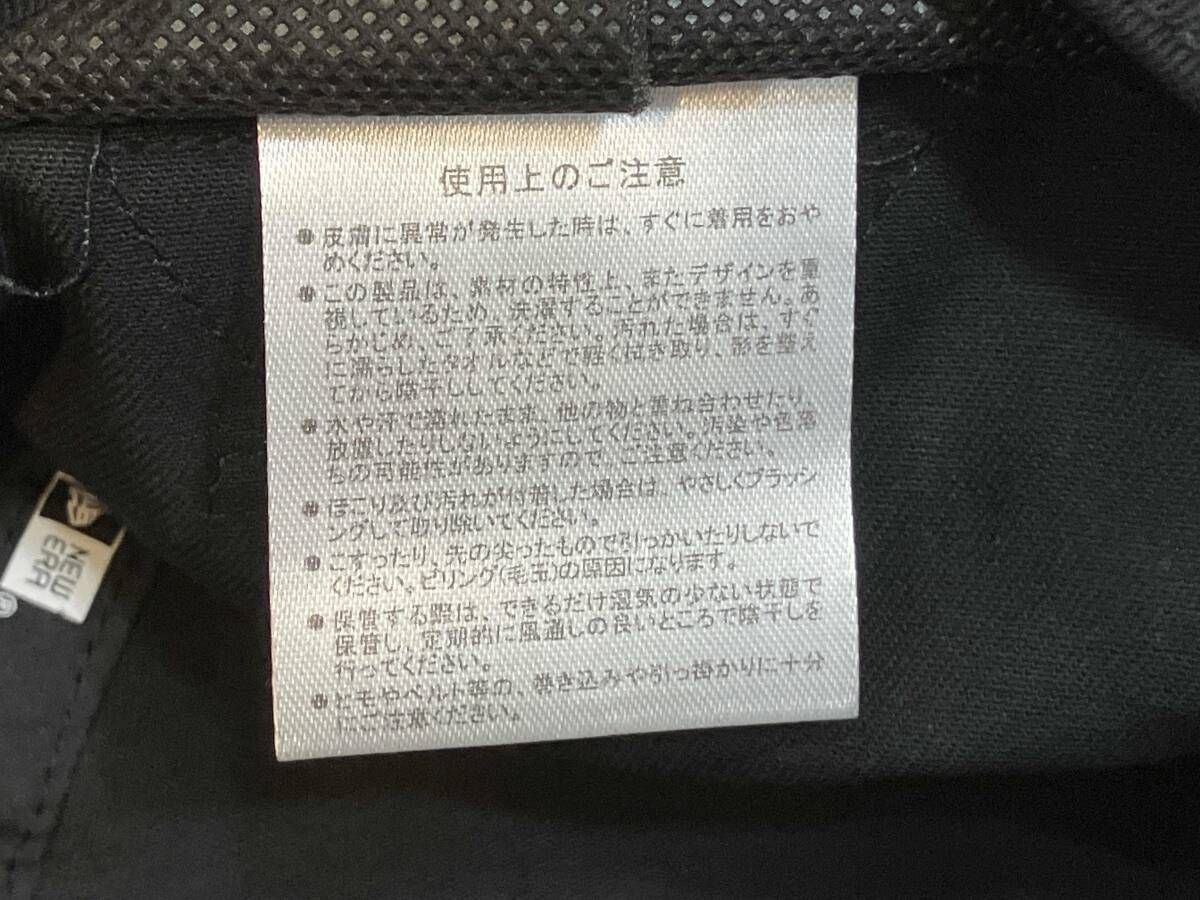 使用上のご注意
● 皮膚に異常が発生した時は、すぐに着用をおや
めください。
● この製品は、素材の特性上、またデザインを重
視しているため、洗濯することができません。あ
らかじめ、ご了承ください。汚れた場合は、すぐ
に濡らしたタオルなどで軽く拭き取り、形を整え
てから陰干ししてください。
● 水や汗で濡れたまま、他の物と重ね合わせたり、
放置したりしないようにしてください。汚染や色落
ちの可能性がありますので、ご注意ください。
● ほこり及び汚れが付着した場合は、やさしくブラッシ
ングして取り除いてください。
● こすったり、先の尖ったもので引っかいたりしないで
ください。ピリング(毛玉)の原因になります。
● 保管する際は、できるだけ湿気の少ない状態で
保管し、定期的に風通しの良いところで陰干しを
行ってください。
● ヒモやベルト等の、巻き込みや引っ掛かりに十分
にご注意ください。
NEW
ERA
®